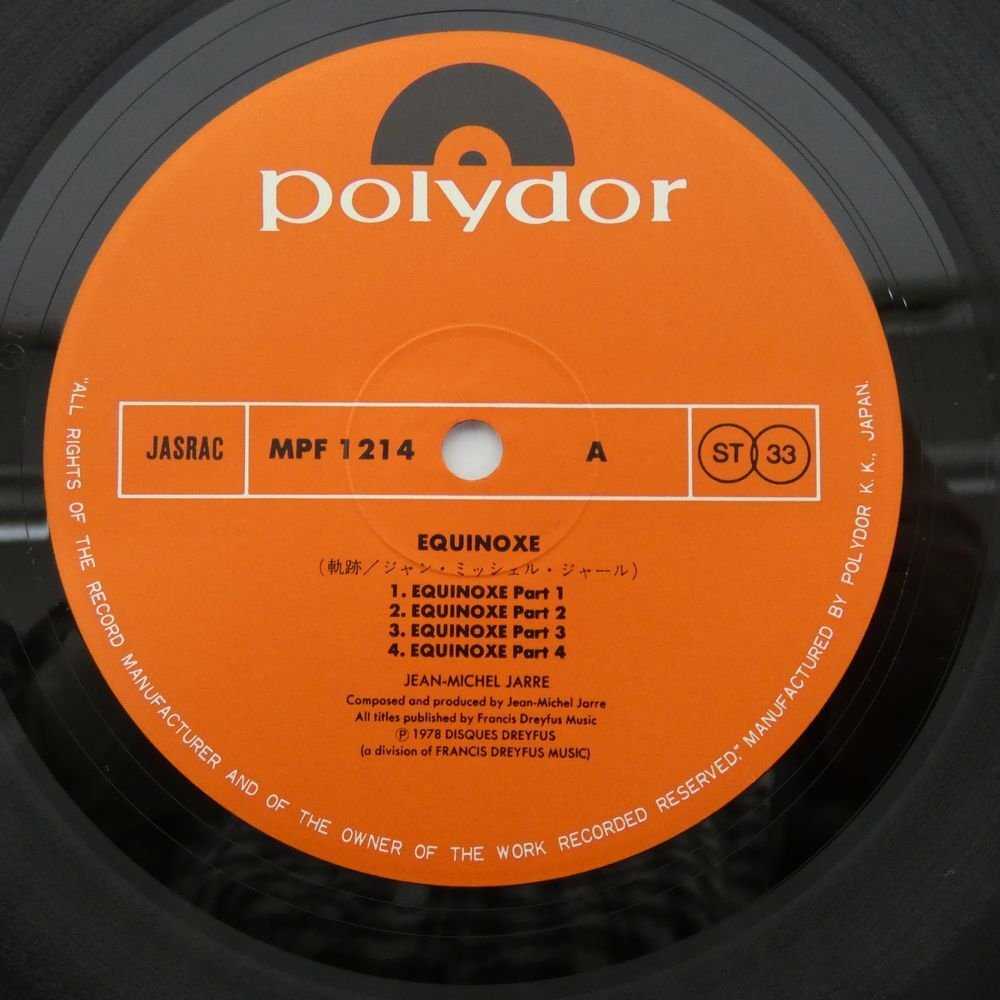 polydor
JASRAC
MPF 1214
A
ST 33
EQUINOXE
(軌跡／ジャン・ミッシェル・ジャール)
1. EQUINOXE Part 1
2. EQUINOXE Part 2
3. EQUINOXE Part 3
4. EQUINOXE Part 4
JEAN-MICHEL JARRE
Composed and produced by Jean-Michel Jarre
All titles published by Francis Dreyfus Music
Ⓟ 1978 DISQUES DREYFUS
(a division of FRANCIS DREYFUS MUSIC)
"ALL RIGHTS OF THE RECORD MANUFACTURER AND OF THE OWNER OF THE WORK RECORDED RESERVED." MANUFACTURED BY POLYDOR K.K., JAPAN.